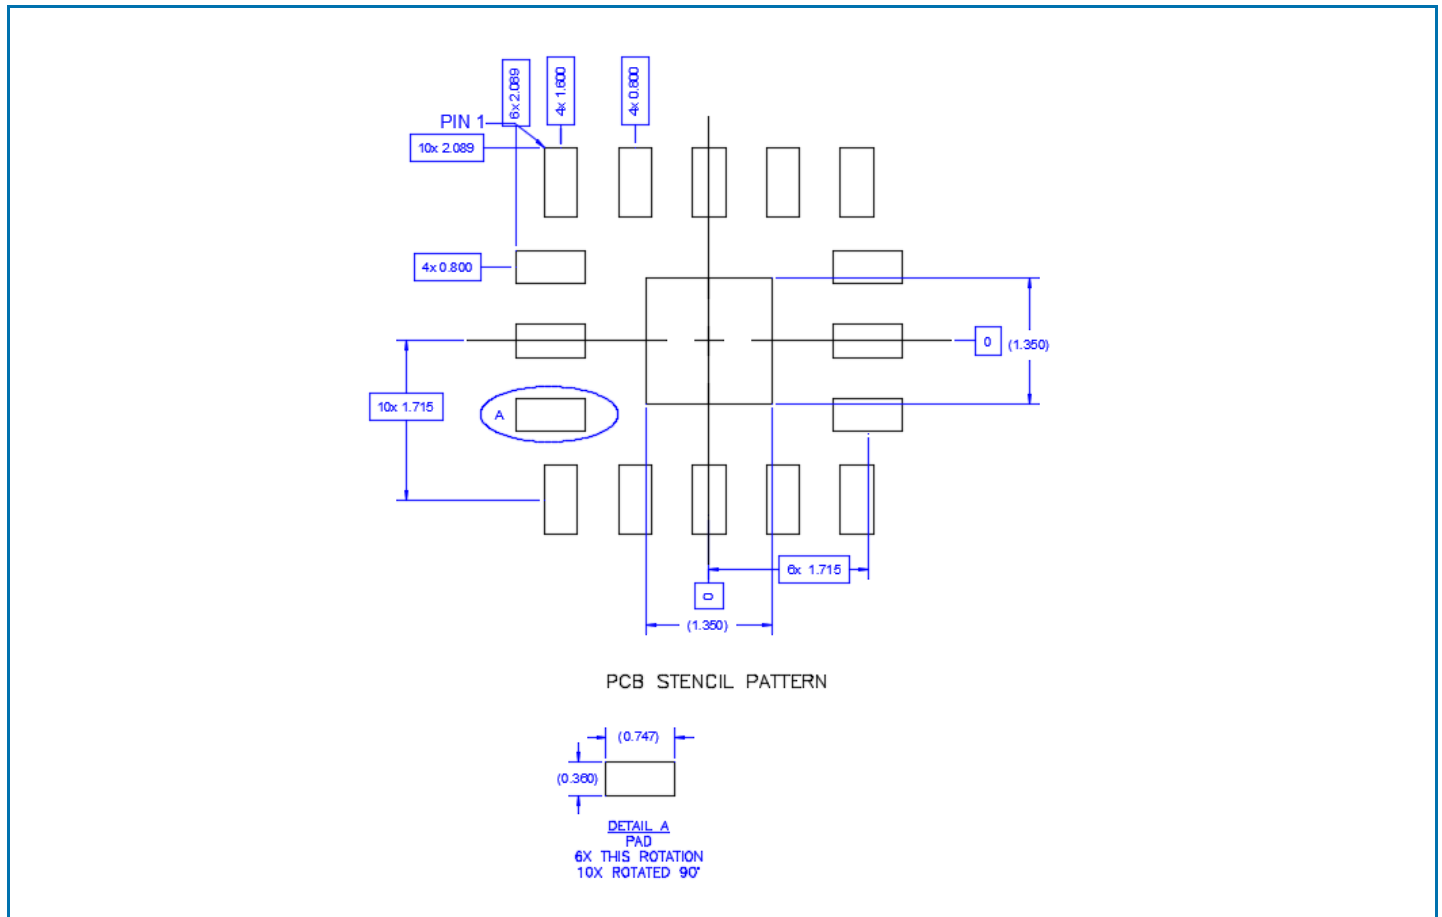 6x 2.089
4x 1.600
4x 0.800
PIN 1
10x 2.089
4x 0.800
0
(1.350)
10x 1.715
A
6x 1.715
0
(1.350)
PCB STENCIL PATTERN
(0.747)
(0.360)
DETAIL A
PAD
6X THIS ROTATION
10X ROTATED 90°